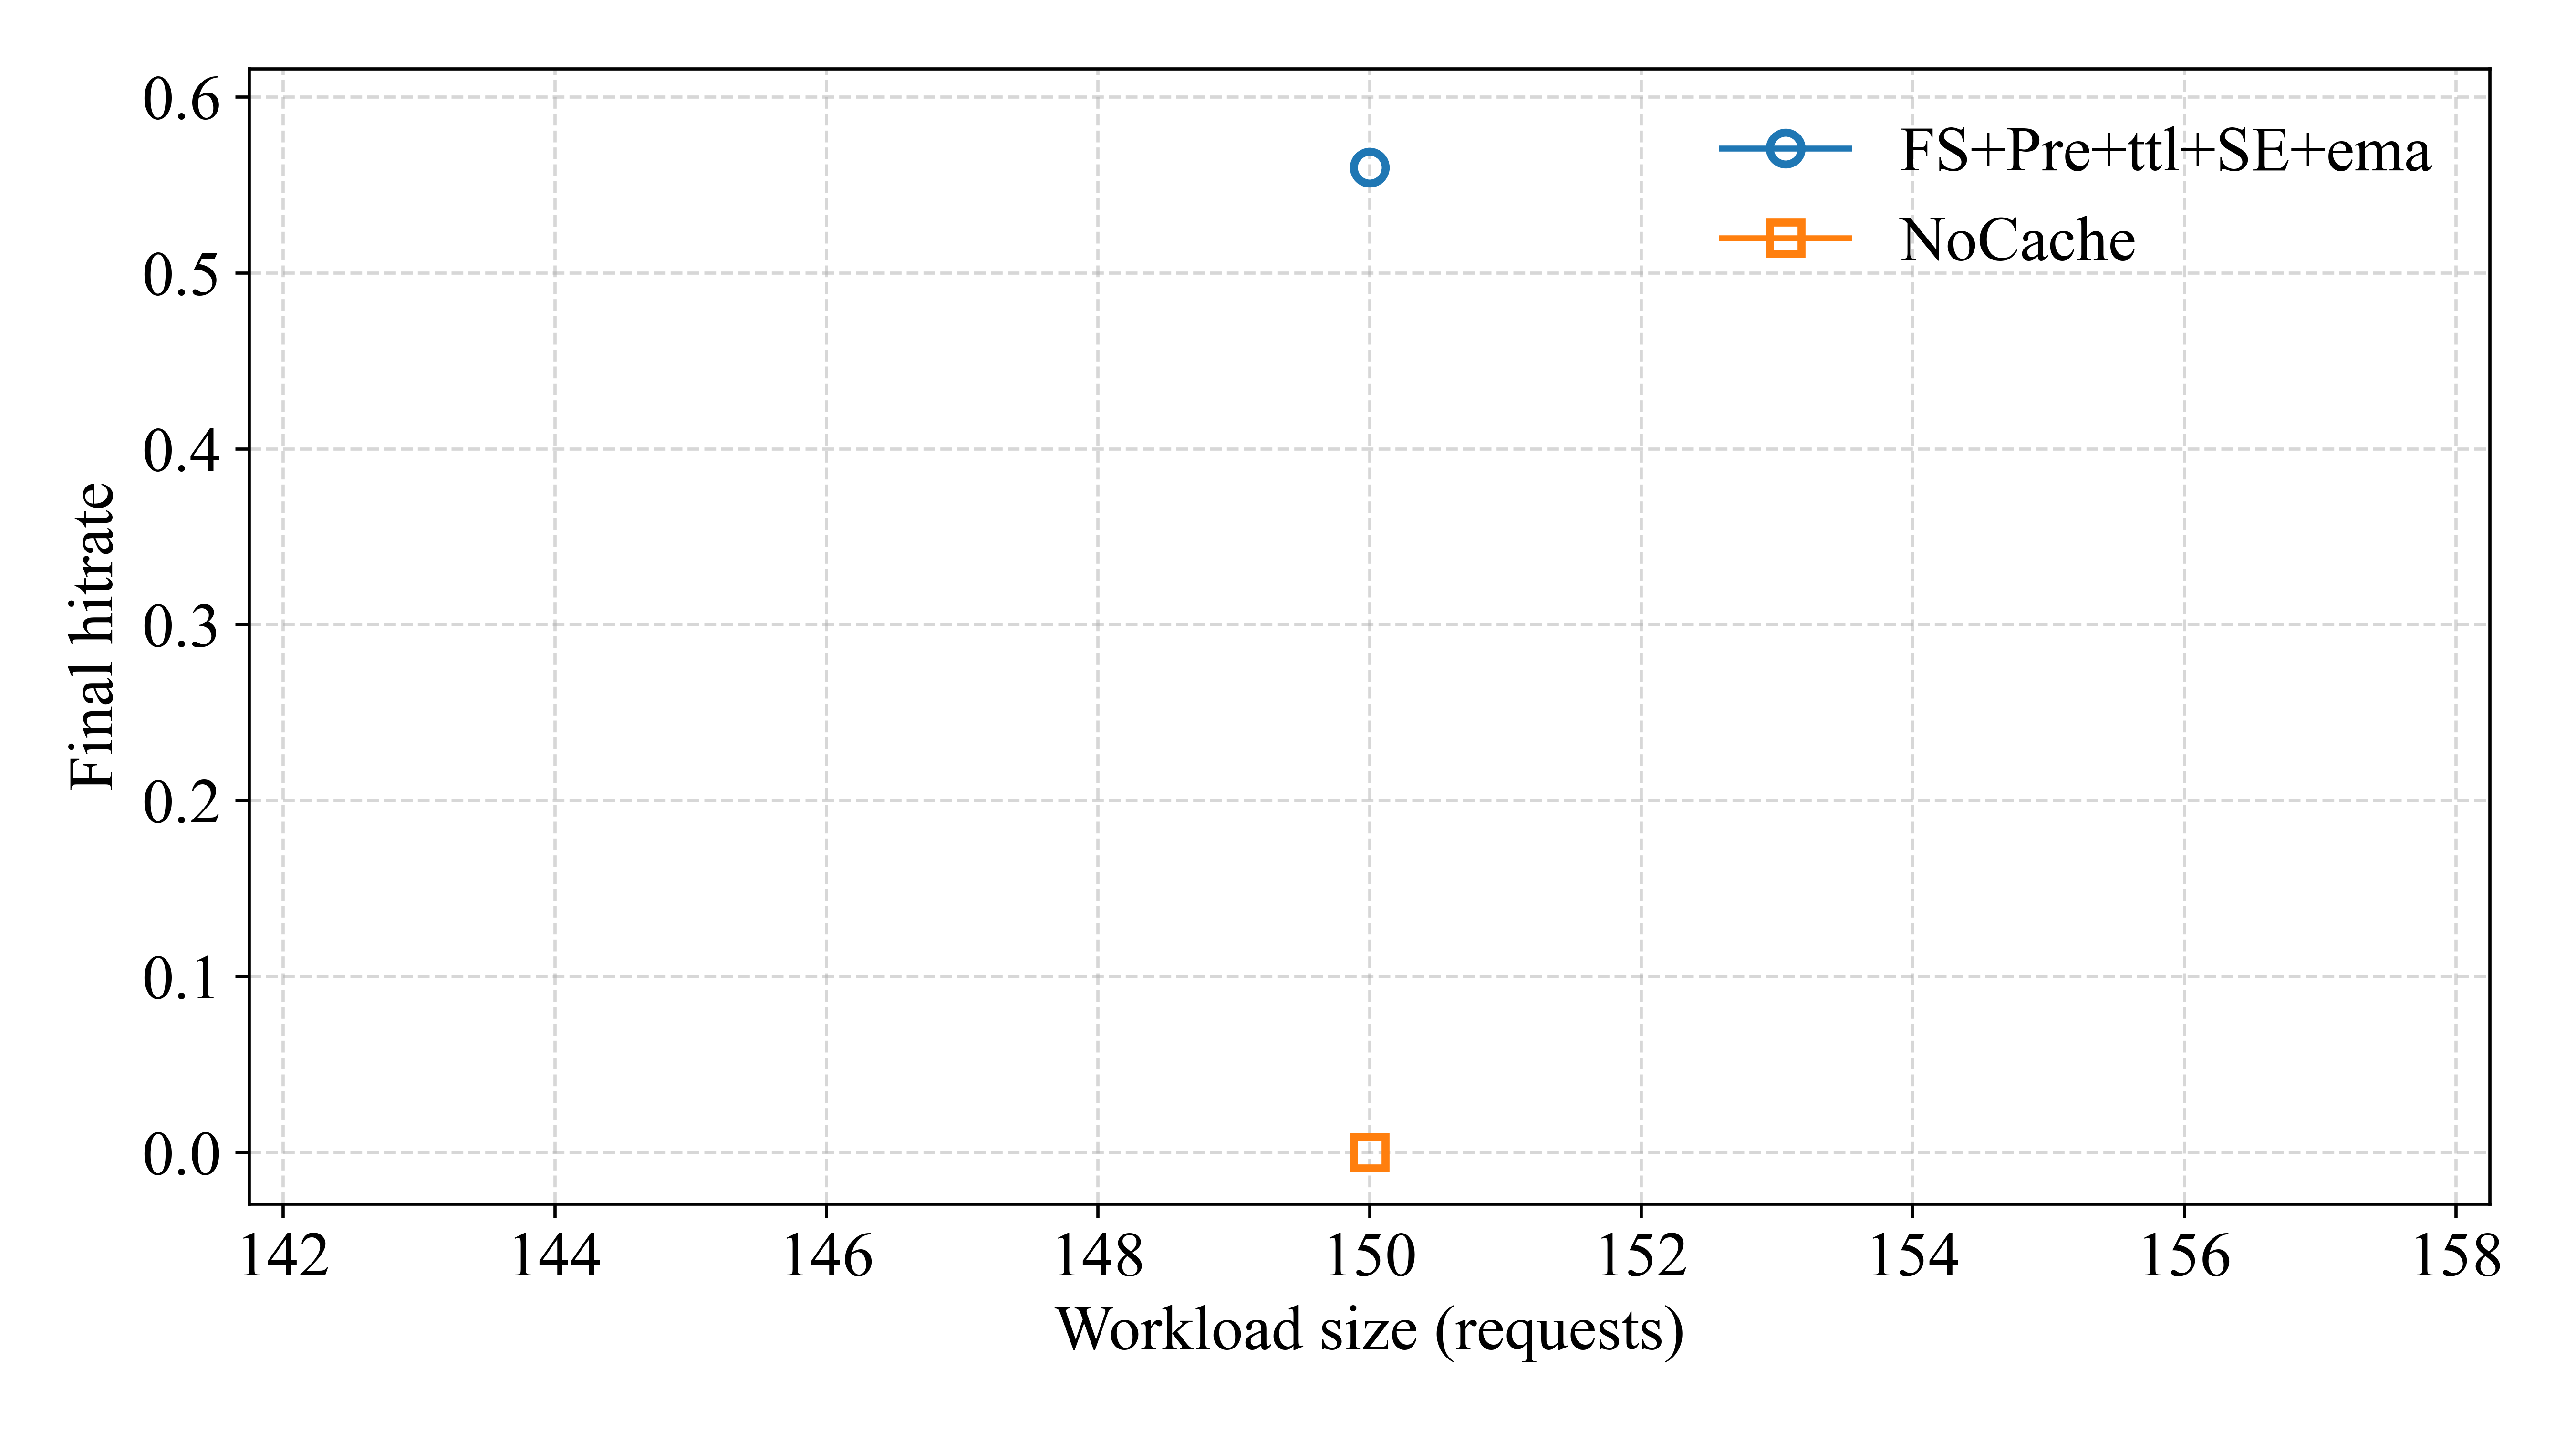 0.6
0.5
0.4
0.3
0.2
0.1
0.0
Final hitrate
FS+Pre+ttl+SE+ema
NoCache
142 144 146 148 150 152 154 156 158
Workload size (requests)